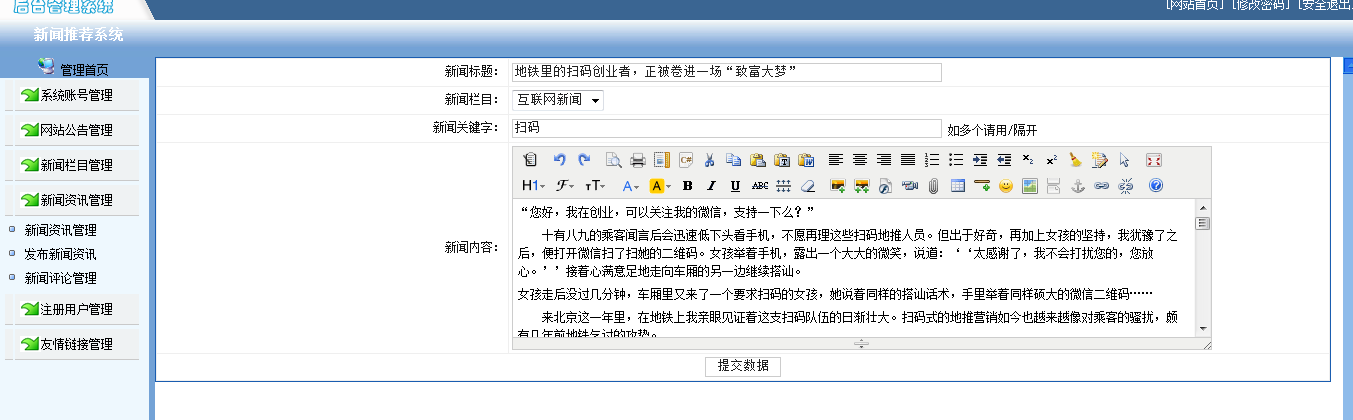 后台管理系统
[网站首页] [修改密码] [安全退出
新闻推荐系统
管理首页
系统账号管理
网站公告管理
新闻栏目管理
新闻资讯管理
新闻资讯管理
发布新闻资讯
新闻评论管理
注册用户管理
友情链接管理
新闻标题： 地铁里的扫码创业者，正被卷进一场“致富大梦”
新闻栏目： 互联网新闻
新闻关键字： 扫码 如多个请用/隔开
H1 F TT A A B I U ABC
新闻内容：
“您好，我在创业，可以关注我的微信，支持一下么？”
十有八九的乘客闻言后会迅速低下头看手机，不愿再理这些扫码地推人员。但出于好奇，再加上女孩的坚持，我犹豫了之
后，便打开微信扫了扫她的二维码。女孩举着手机，露出一个大大的微笑，说道：‘‘太感谢了，我不会打扰您的，您放
心。’’接着心满意足地走向车厢的另一边继续搭讪。
女孩走后没过几分钟，车厢里又来了一个要求扫码的女孩，她说着同样的搭讪话术，手里举着同样硕大的微信二维码……
来北京这一年里，在地铁上我亲眼见证着这支扫码队伍的日渐壮大。扫码式的地推营销如今也越来越像对乘客的骚扰，颇
有几年前地铁乞讨的攻势。
提交数据